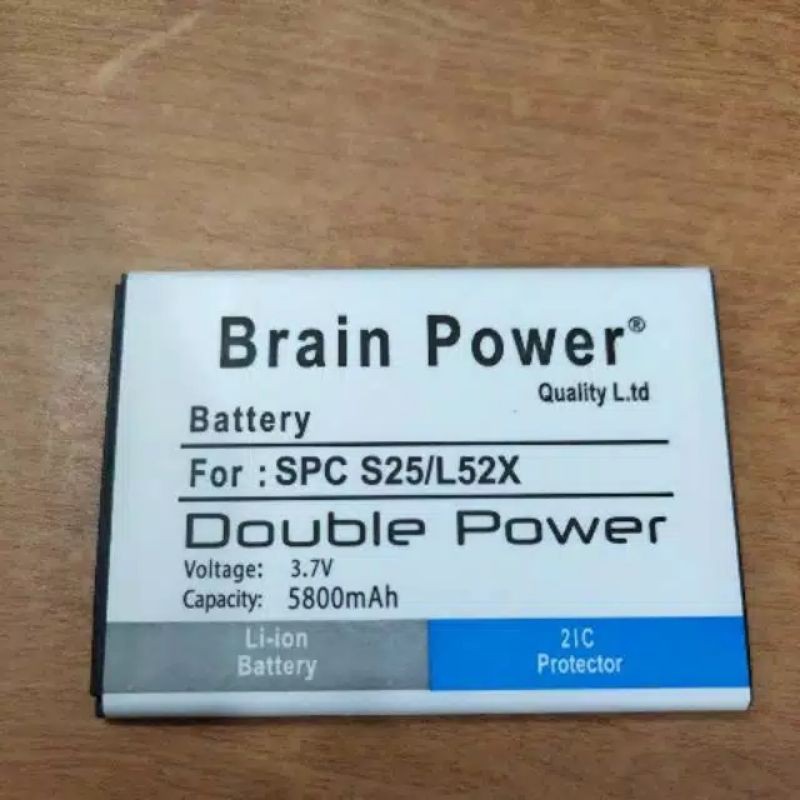 Brain Power®
Quality L.td
Battery
For : SPC S25/L52X
Double Power
Voltage: 3.7V
Capacity: 5800mAh
Li-ion
Battery
2IC
Protector